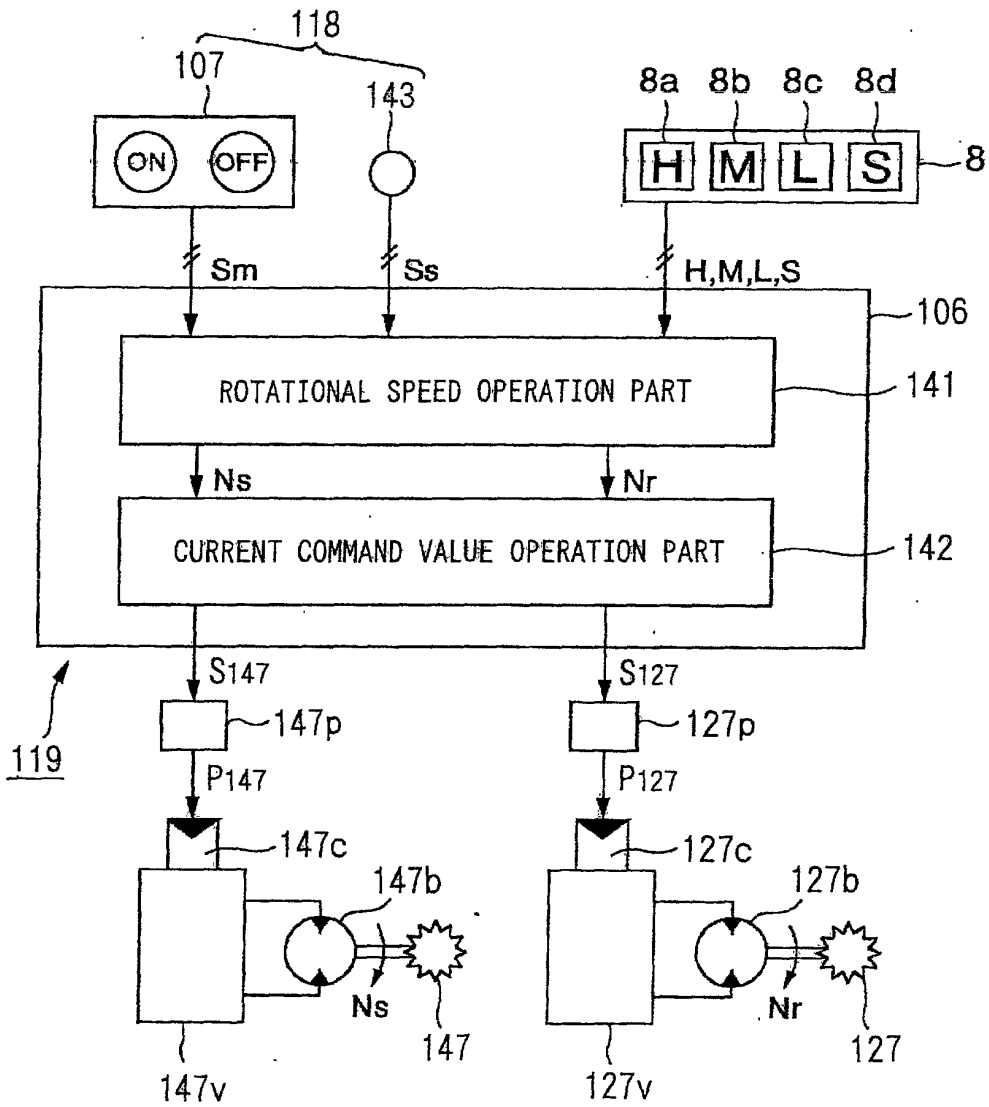 118
107
143
8a 8b 8c 8d
ON OFF
H M L S
8
Sm
Ss
H,M,L,S
106
ROTATIONAL SPEED OPERATION PART
141
Ns
Nr
CURRENT COMMAND VALUE OPERATION PART
142
S147
S127
147p
127p
119
P147
P127
147c
127c
147b
127b
Ns
Nr
147
127
147v
127v